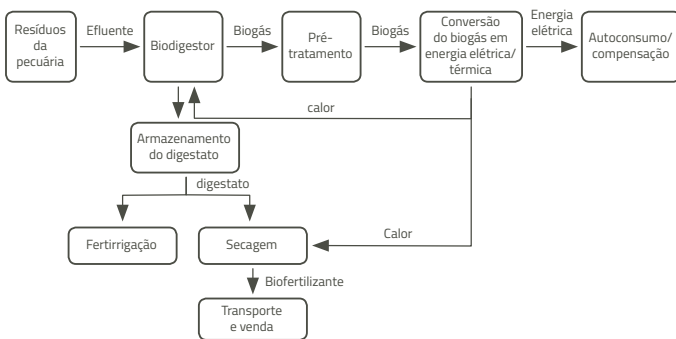 Resíduos
da
pecuária
Efluente
Biodigestor
Biogás
Pré-
tratamento
Biogás
Conversão
do biogás em
energia elétrica/
térmica
Energia
elétrica
Autoconsumo/
compensação
calor
Armazenamento
do digestato
digestato
Fertirrigação
Secagem
Calor
Biofertilizante
Transporte
e venda